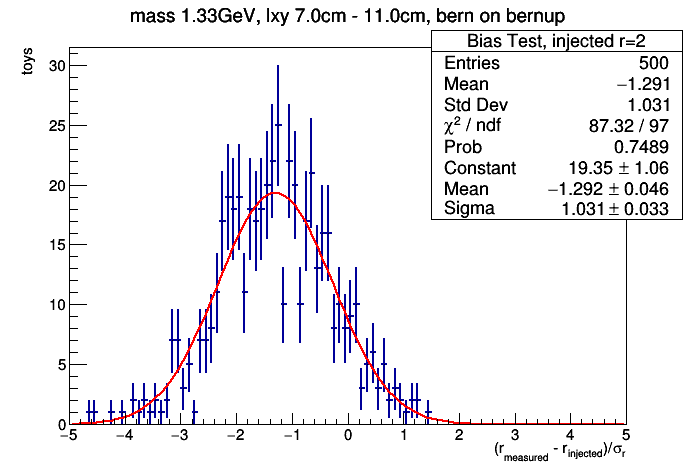 mass 1.33GeV, lxy 7.0cm - 11.0cm, bern on bernup
Bias Test, injected r=2
Entries 500
Mean −1.291
Std Dev 1.031
χ² / ndf 87.32 / 97
Prob 0.7489
Constant 19.35 ± 1.06
Mean −1.292 ± 0.046
Sigma 1.031 ± 0.033
toys
30
25
20
15
10
5
0
−5 −4 −3 −2 −1 0 1 2 3 4 5
(r_measured - r_injected)/σ_r